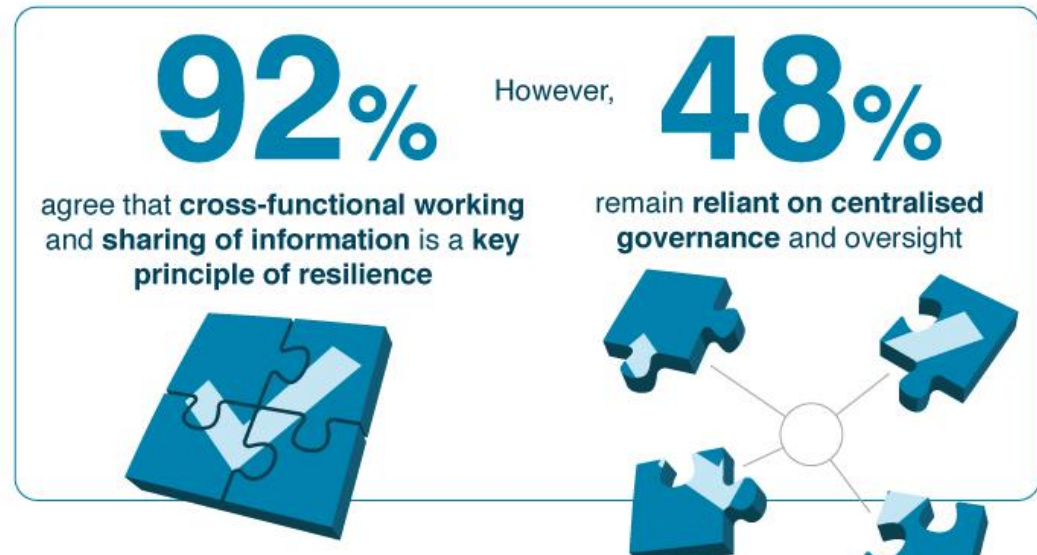 92%
agree that cross-functional working
and sharing of information is a key
principle of resilience
However,
48%
remain reliant on centralised
governance and oversight